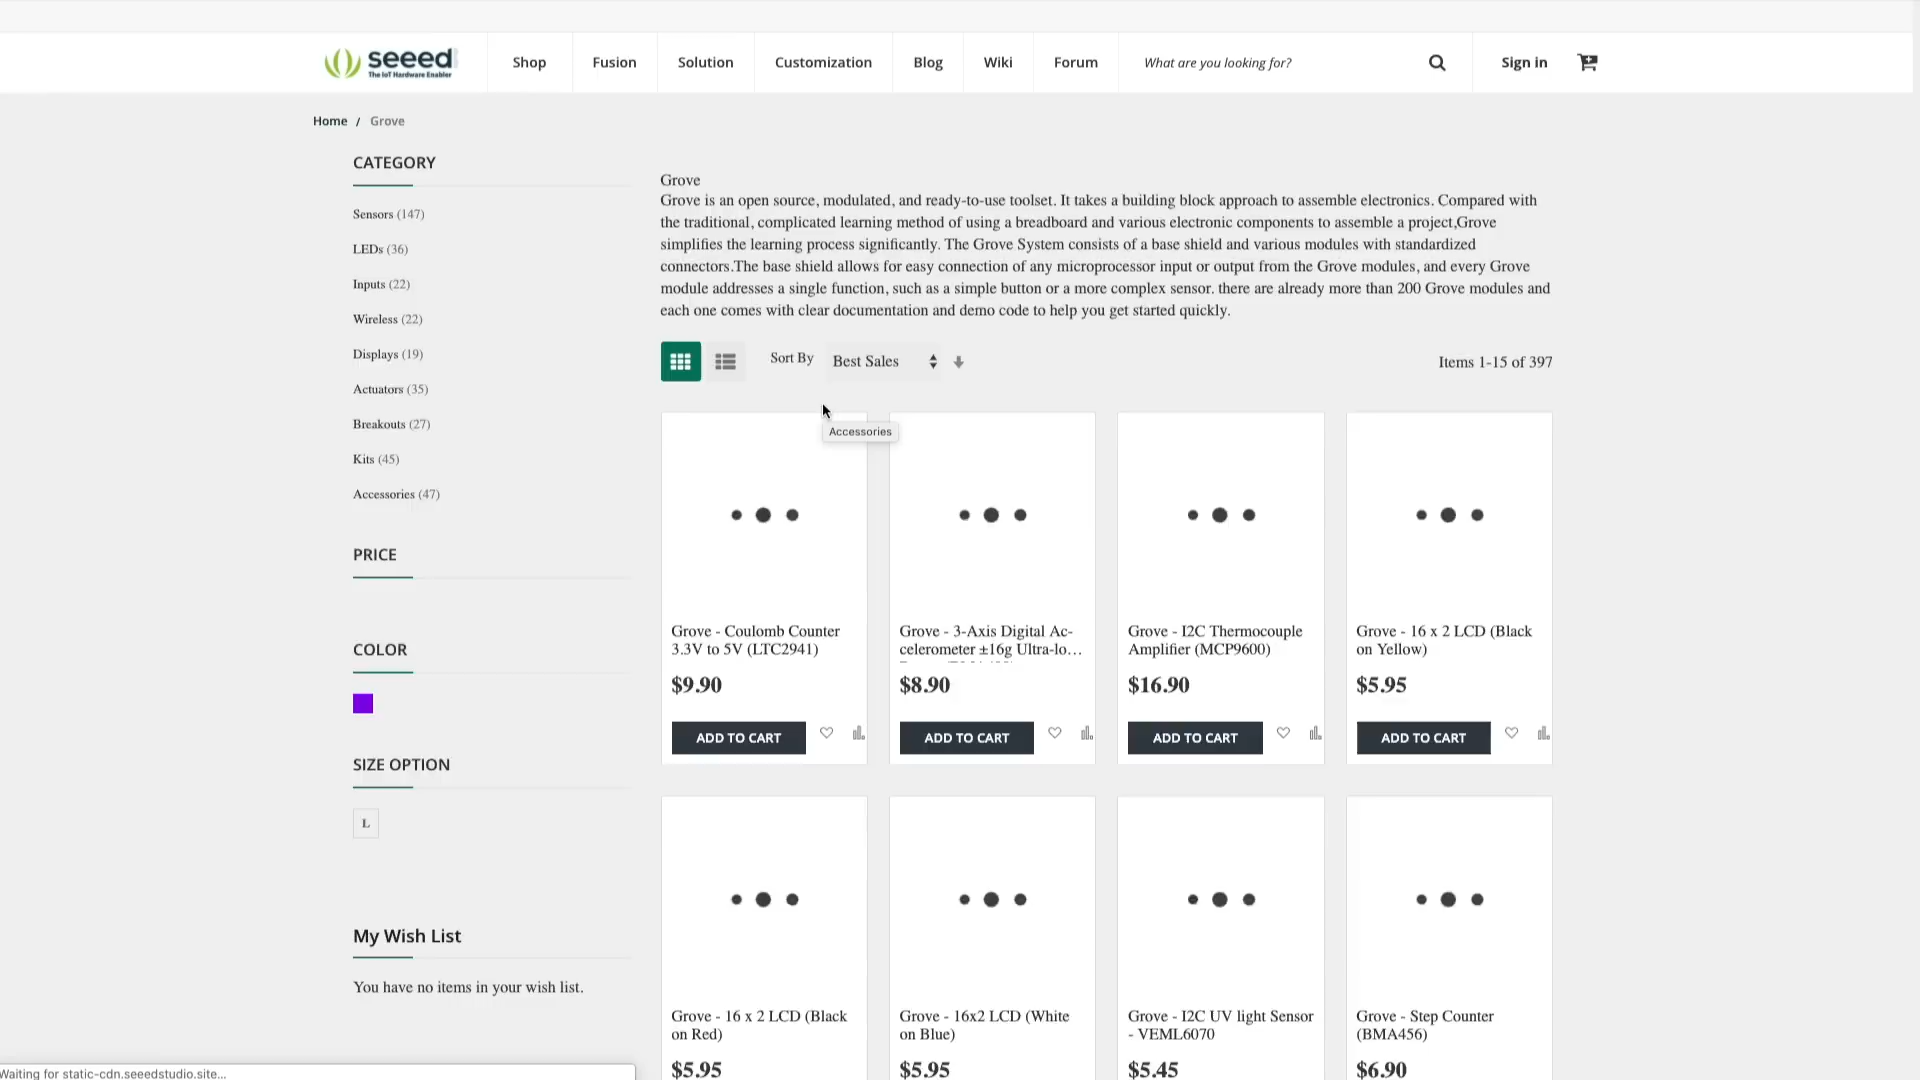 seeed
The IoT Hardware Enabler
Shop
Fusion
Solution
Customization
Blog
Wiki
Forum
What are you looking for?
Sign in
Home / Grove
CATEGORY
Sensors (147)
LEDs (36)
Inputs (22)
Wireless (22)
Displays (19)
Actuators (35)
Breakouts (27)
Kits (45)
Accessories (47)
PRICE
COLOR
SIZE OPTION
L
My Wish List
You have no items in your wish list.
Grove
Grove is an open source, modulated, and ready-to-use toolset. It takes a building block approach to assemble electronics. Compared with
the traditional, complicated learning method of using a breadboard and various electronic components to assemble a project,Grove
simplifies the learning process significantly. The Grove System consists of a base shield and various modules with standardized
connectors.The base shield allows for easy connection of any microprocessor input or output from the Grove modules, and every Grove
module addresses a single function, such as a simple button or a more complex sensor. there are already more than 200 Grove modules and
each one comes with clear documentation and demo code to help you get started quickly.
Sort By
Best Sales
Items 1-15 of 397
Accessories
Grove - Coulomb Counter
3.3V to 5V (LTC2941)
$9.90
ADD TO CART
Grove - 3-Axis Digital Ac-
celerometer ±16g Ultra-lo...
$8.90
ADD TO CART
Grove - I2C Thermocouple
Amplifier (MCP9600)
$16.90
ADD TO CART
Grove - 16 x 2 LCD (Black
on Yellow)
$5.95
ADD TO CART
Grove - 16 x 2 LCD (Black
on Red)
$5.95
Grove - 16x2 LCD (White
on Blue)
$5.95
Grove - I2C UV light Sensor
- VEML6070
$5.45
Grove - Step Counter
(BMA456)
$6.90
Waiting for static-cdn.seeedstudio.site...